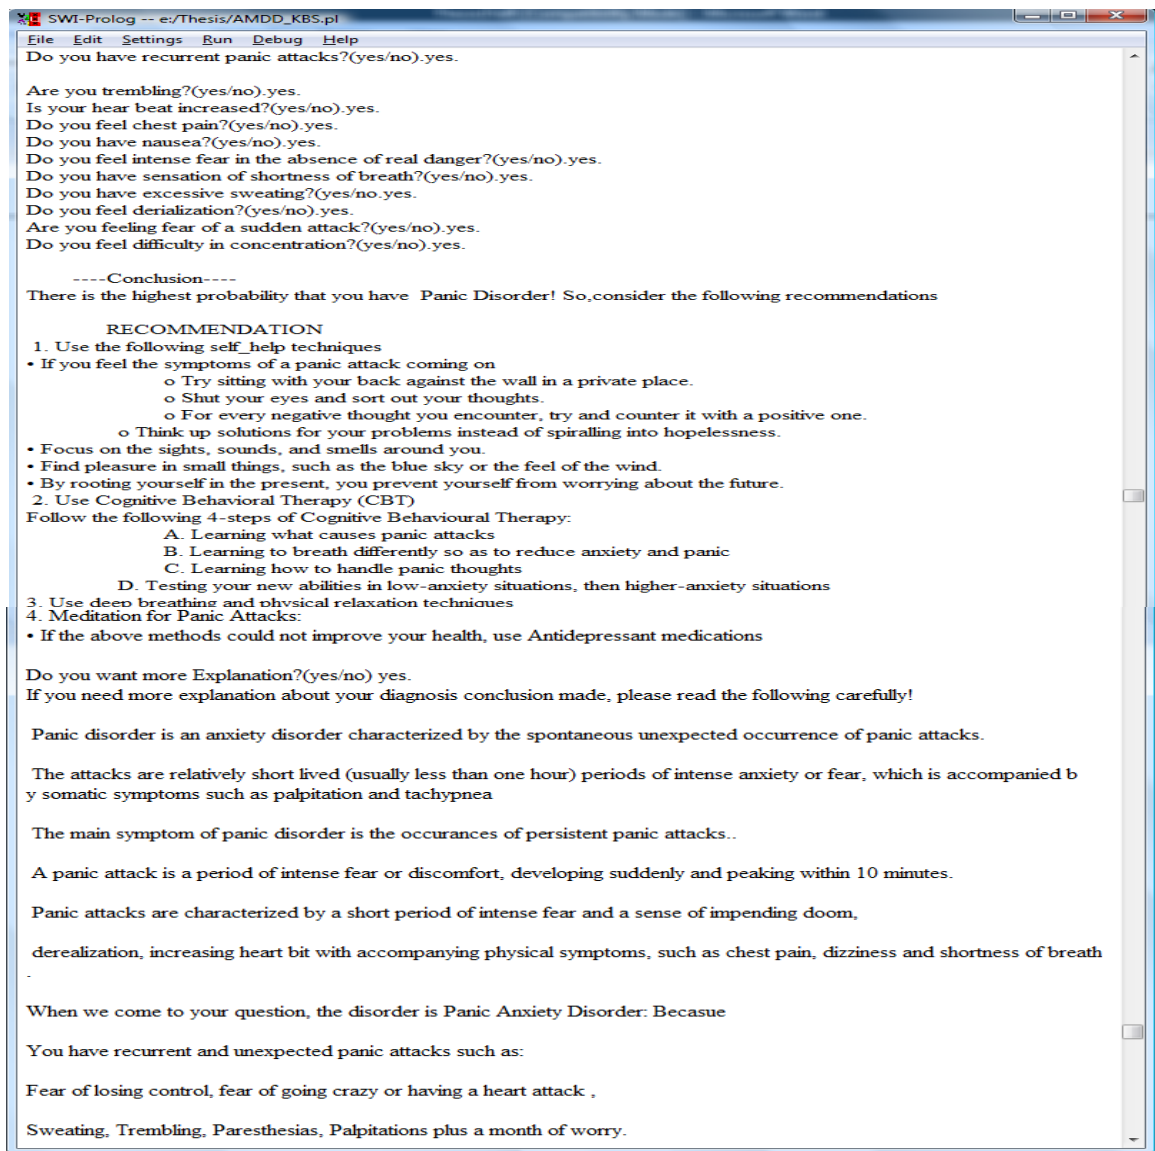 SWI-Prolog -- e:/Thesis/AMDD_KBS.pl
File Edit Settings Run Debug Help
Do you have recurrent panic attacks?(yes/no).yes.
Are you trembling?(yes/no).yes.
Is your hear beat increased?(yes/no).yes.
Do you feel chest pain?(yes/no).yes.
Do you have nausea?(yes/no).yes.
Do you feel intense fear in the absence of real danger?(yes/no).yes.
Do you have sensation of shortness of breath?(yes/no).yes.
Do you have excessive sweating?(yes/no.yes.
Do you feel derialization?(yes/no).yes.
Are you feeling fear of a sudden attack?(yes/no).yes.
Do you feel difficulty in concentration?(yes/no).yes.
----Conclusion----
There is the highest probability that you have  Panic Disorder! So,consider the following recommendations
RECOMMENDATION
1. Use the following self_help techniques
• If you feel the symptoms of a panic attack coming on
o Try sitting with your back against the wall in a private place.
o Shut your eyes and sort out your thoughts.
o For every negative thought you encounter, try and counter it with a positive one.
o Think up solutions for your problems instead of spiralling into hopelessness.
• Focus on the sights, sounds, and smells around you.
• Find pleasure in small things, such as the blue sky or the feel of the wind.
• By rooting yourself in the present, you prevent yourself from worrying about the future.
2. Use Cognitive Behavioral Therapy (CBT)
Follow the following 4-steps of Cognitive Behavioural Therapy:
A. Learning what causes panic attacks
B. Learning to breath differently so as to reduce anxiety and panic
C. Learning how to handle panic thoughts
D. Testing your new abilities in low-anxiety situations, then higher-anxiety situations
3. Use deep breathing and physical relaxation techniques
4. Meditation for Panic Attacks:
• If the above methods could not improve your health, use Antidepressant medications
Do you want more Explanation?(yes/no) yes.
If you need more explanation about your diagnosis conclusion made, please read the following carefully!
Panic disorder is an anxiety disorder characterized by the spontaneous unexpected occurrence of panic attacks.
The attacks are relatively short lived (usually less than one hour) periods of intense anxiety or fear, which is accompanied b
y somatic symptoms such as palpitation and tachypnea
The main symptom of panic disorder is the occurances of persistent panic attacks..
A panic attack is a period of intense fear or discomfort, developing suddenly and peaking within 10 minutes.
Panic attacks are characterized by a short period of intense fear and a sense of impending doom,
derealization, increasing heart bit with accompanying physical symptoms, such as chest pain, dizziness and shortness of breath
.
When we come to your question, the disorder is Panic Anxiety Disorder: Becasue
You have recurrent and unexpected panic attacks such as:
Fear of losing control, fear of going crazy or having a heart attack ,
Sweating, Trembling, Paresthesias, Palpitations plus a month of worry.